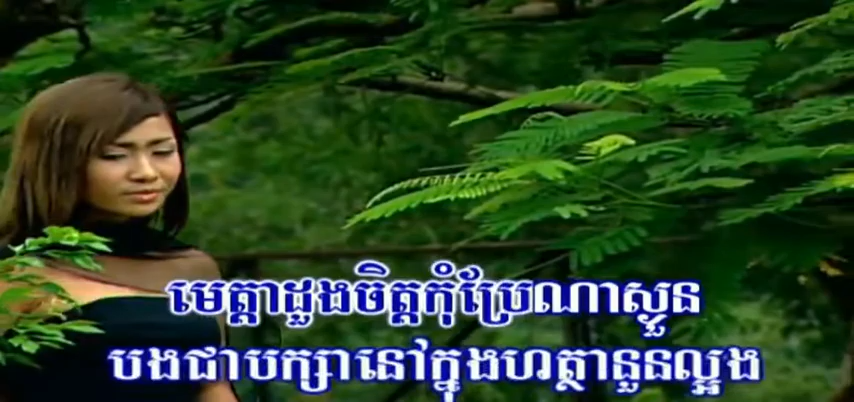 មេត្តាដួងចិត្តកុំប្រែណាស្ងួន
បងជាបក្សានៅក្នុងហត្ថានួនល្អង